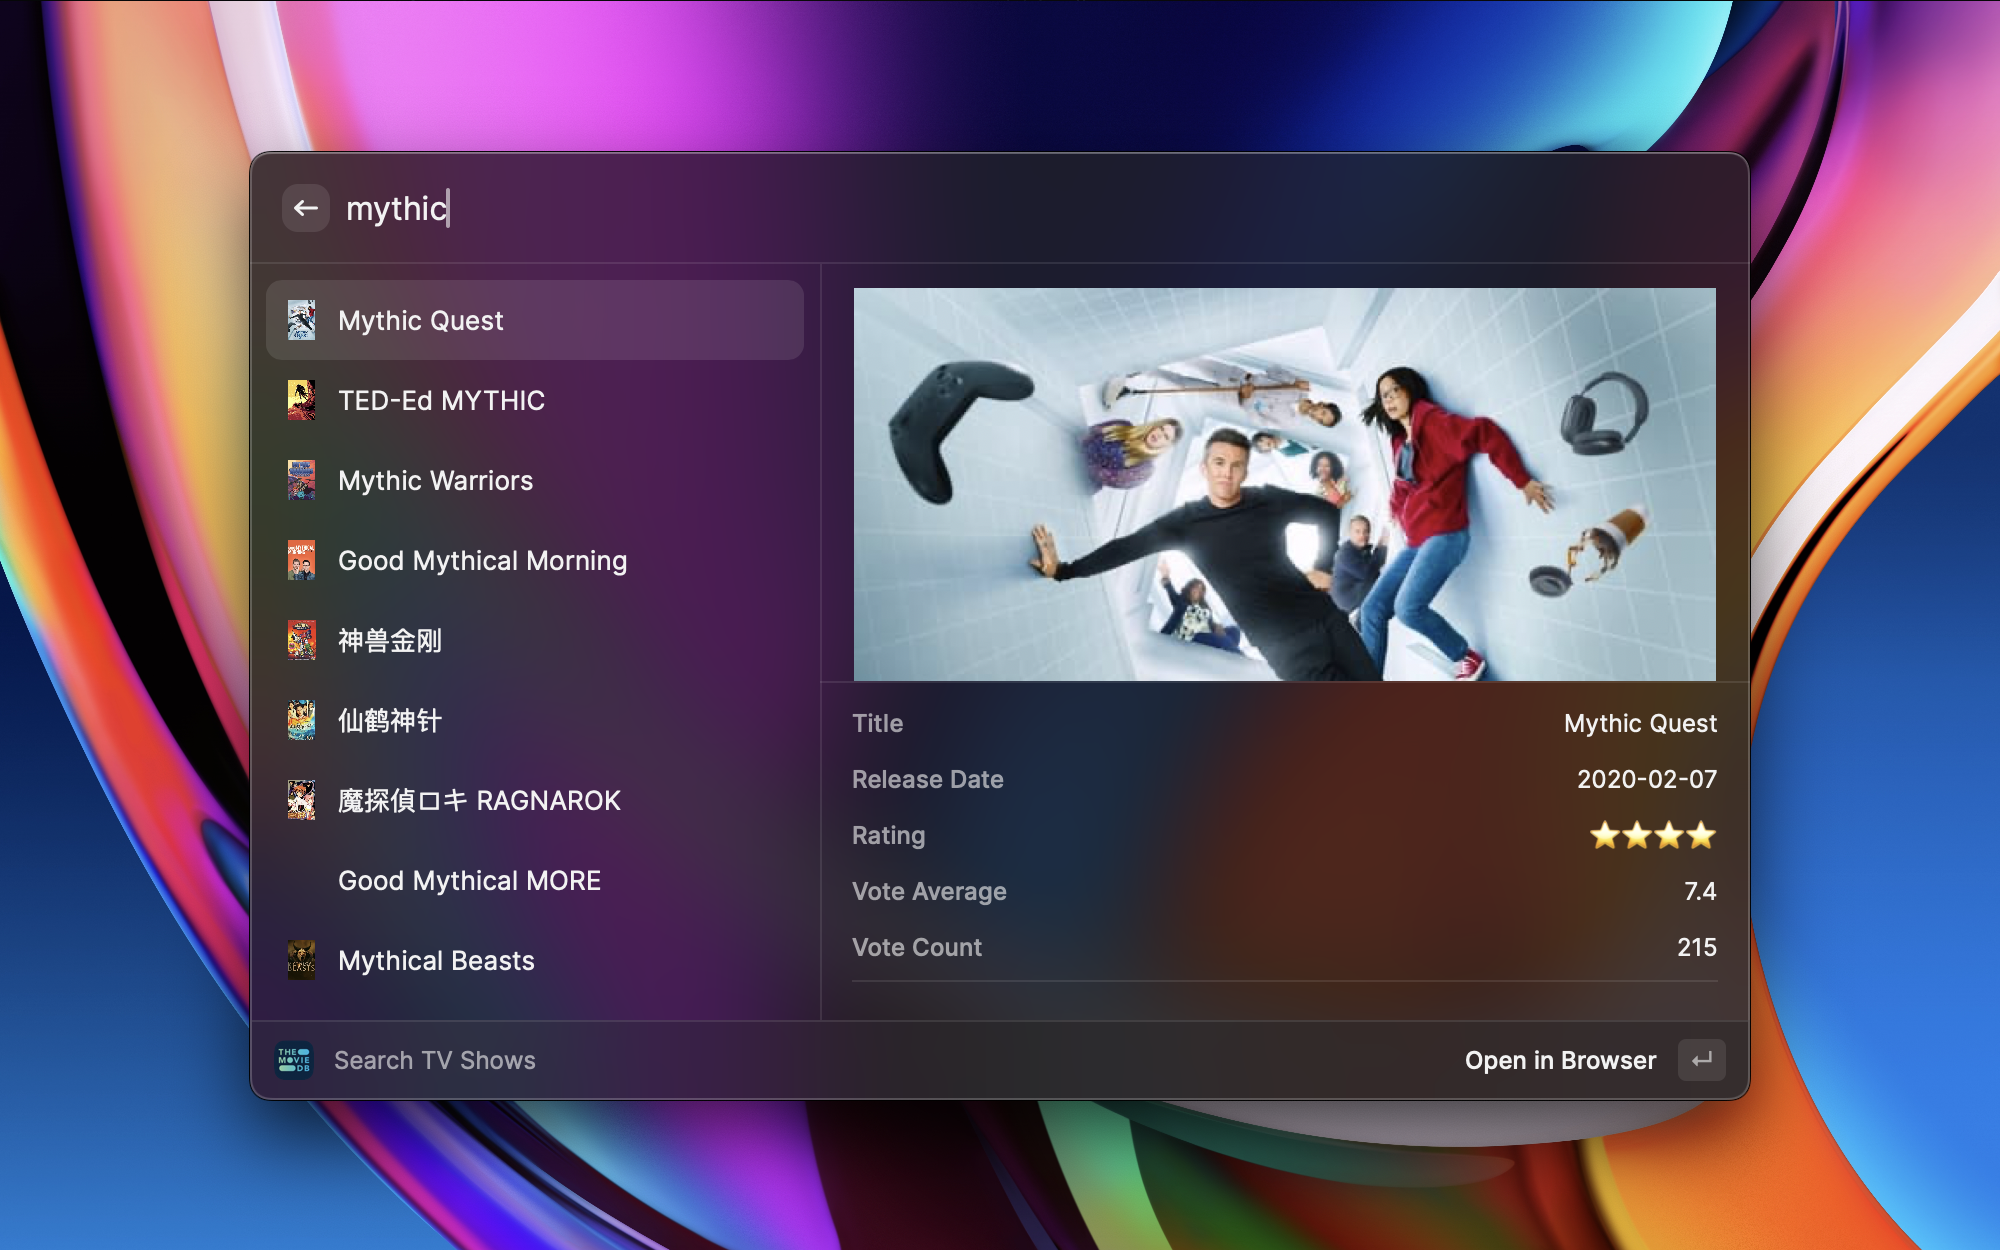 mythic
Mythic Quest
TED-Ed MYTHIC
Mythic Warriors
Good Mythical Morning
神兽金刚
仙鹤神针
魔探偵ロキ RAGNAROK
Good Mythical MORE
Mythical Beasts
Title Mythic Quest
Release Date 2020-02-07
Rating ⭐⭐⭐⭐
Vote Average 7.4
Vote Count 215
THE
MOVIE
DB
Search TV Shows
Open in Browser